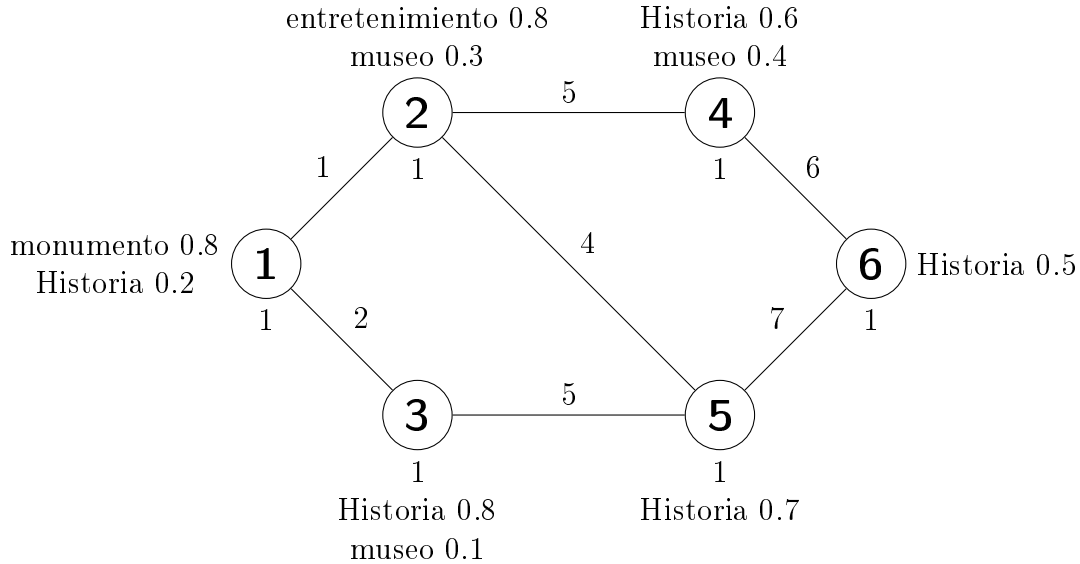 entretenimiento 0.8
museo 0.3
Historia 0.6
museo 0.4
2
5
4
1
1
1
6
monumento 0.8
Historia 0.2
1
4
6
Historia 0.5
1
2
7
1
3
5
5
1
1
Historia 0.8
museo 0.1
Historia 0.7